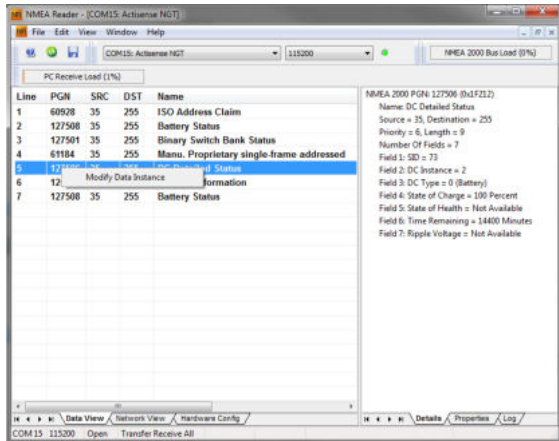 NMEA Reader - [COM15: Actisense NGT]
File Edit View Window Help
COM15: Actisense NGT 115200 NMEA 2000 Bus Load (0%)
PC Receive Load (1%)
Line PGN SRC DST Name
1 60928 35 255 ISO Address Claim
2 127508 35 255 Battery Status
3 127501 35 255 Binary Switch Bank Status
4 61184 35 255 Manu. Proprietary single-frame addressed
5 127506 35 255 DC Detailed Status
Modify Data Instance
6
7 127508 35 255 Battery Status
NMEA 2000 PGN: 127506 (0x1F212)
Name: DC Detailed Status
Source = 35, Destination = 255
Priority = 6, Length = 9
Number Of Fields = 7
Field 1: SID = 73
Field 2: DC Instance = 2
Field 3: DC Type = 0 (Battery)
Field 4: State of Charge = 100 Percent
Field 5: State of Health = Not Available
Field 6: Time Remaining = 14400 Minutes
Field 7: Ripple Voltage = Not Available
Data View Network View Hardware Config
Details Properties Log
COM 15 115200 Open Transfer Receive All